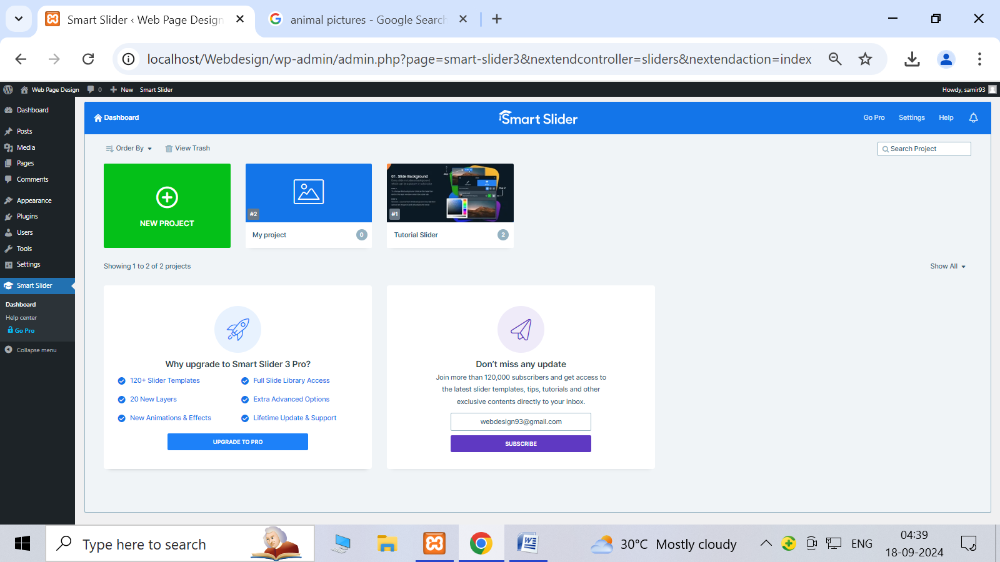 Smart Slider ‹ Web Page Design
animal pictures - Google Search
localhost/Webdesign/wp-admin/admin.php?page=smart-slider3&nextendcontroller=sliders&nextendaction=index
Web Page Design 0 New Smart Slider
Howdy, samir93
Dashboard
Posts
Media
Pages
Comments
Appearance
Plugins
Users
Tools
Settings
Smart Slider
Dashboard
Help center
Go Pro
Collapse menu
Dashboard
Smart Slider
Go Pro Settings Help
Order By View Trash
Search Project
NEW PROJECT
#2
My project 0
01. Slide Background
#1
Tutorial Slider 2
Showing 1 to 2 of 2 projects
Show All
Why upgrade to Smart Slider 3 Pro?
120+ Slider Templates Full Slide Library Access
20 New Layers Extra Advanced Options
New Animations & Effects Lifetime Update & Support
UPGRADE TO PRO
Don't miss any update
Join more than 120,000 subscribers and get access to
the latest slider templates, tips, tutorials and other
exclusive contents directly to your inbox.
webdesign93@gmail.com
SUBSCRIBE
Type here to search
30°C Mostly cloudy
ENG
04:39
18-09-2024